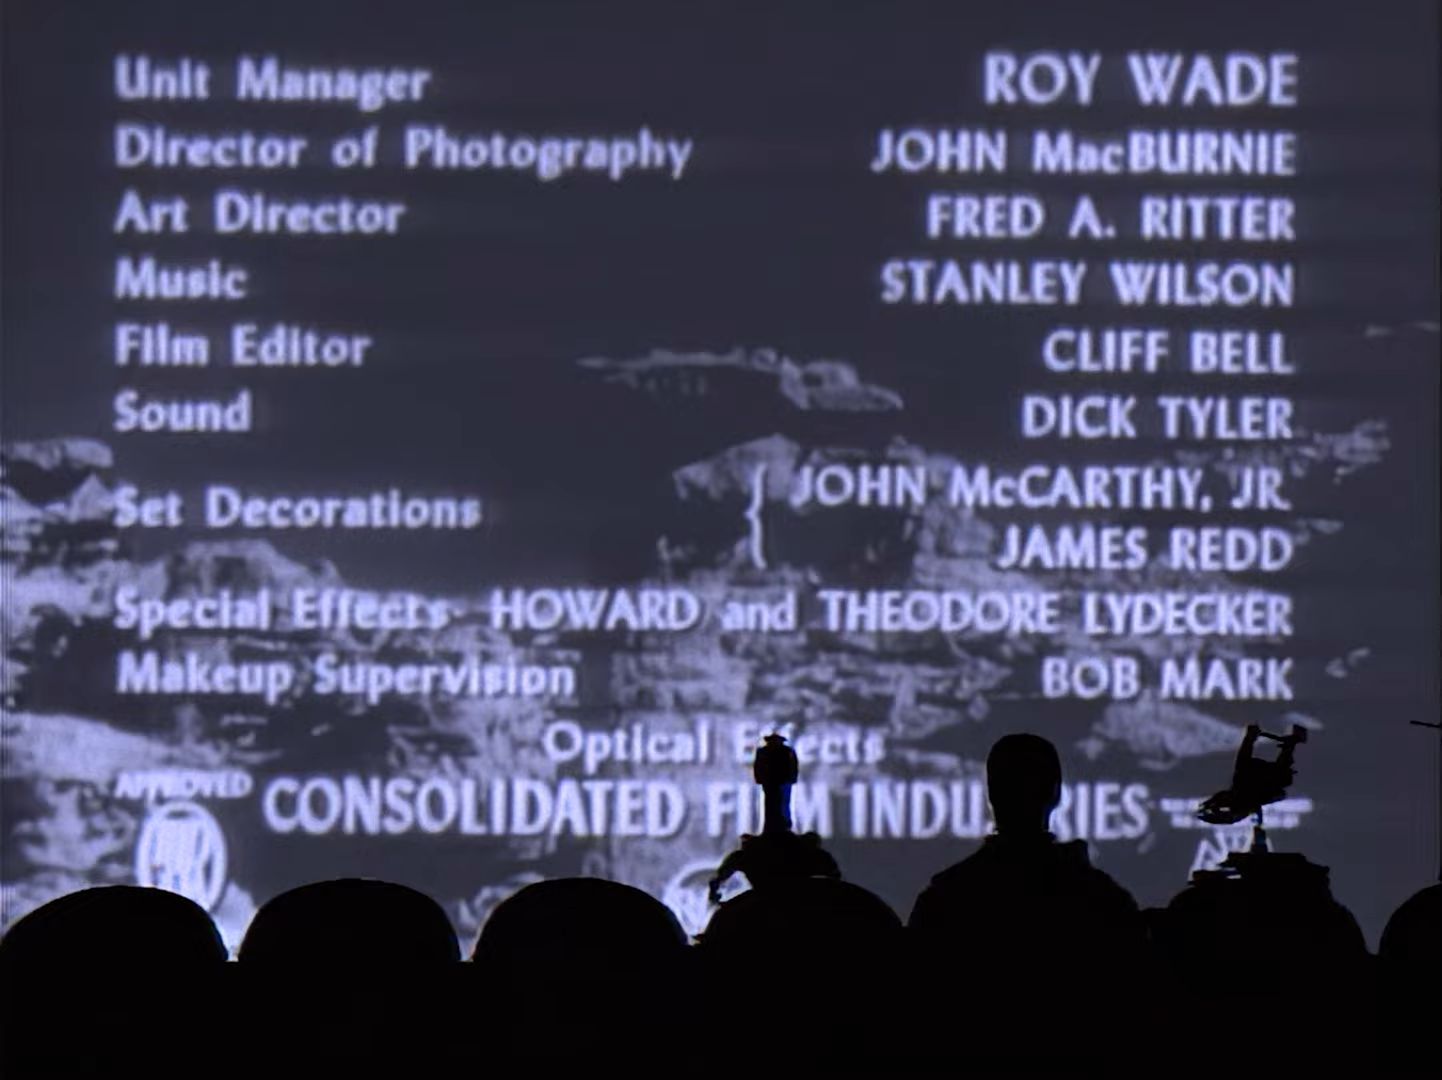 Unit Manager ROY WADE
Director of Photography JOHN MacBURNIE
Art Director FRED A. RITTER
Music STANLEY WILSON
Film Editor CLIFF BELL
Sound DICK TYLER
Set Decorations JOHN McCARTHY, JR.
JAMES REDD
Special Effects HOWARD and THEODORE LYDECKER
Makeup Supervision BOB MARK
Optical Effects
APPROVED CONSOLIDATED FILM INDUSTRIES